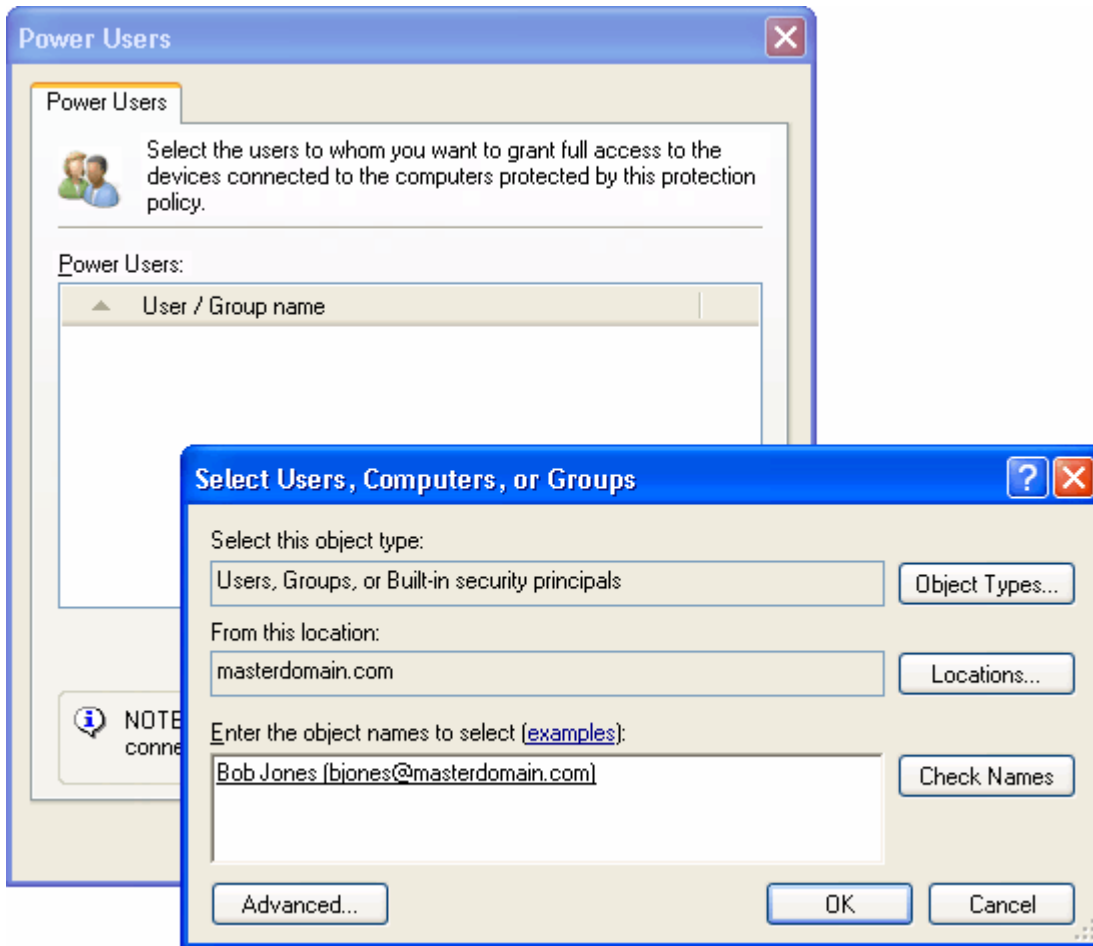 Power Users
Power Users
Select the users to whom you want to grant full access to the
devices connected to the computers protected by this protection
policy.
Power Users:
User / Group name
NOTE
conne
Select Users, Computers, or Groups
Select this object type:
Users, Groups, or Built-in security principals
Object Types...
From this location:
masterdomain.com
Locations...
Enter the object names to select (examples):
Bob Jones (bjones@masterdomain.com)
Check Names
Advanced...
OK
Cancel